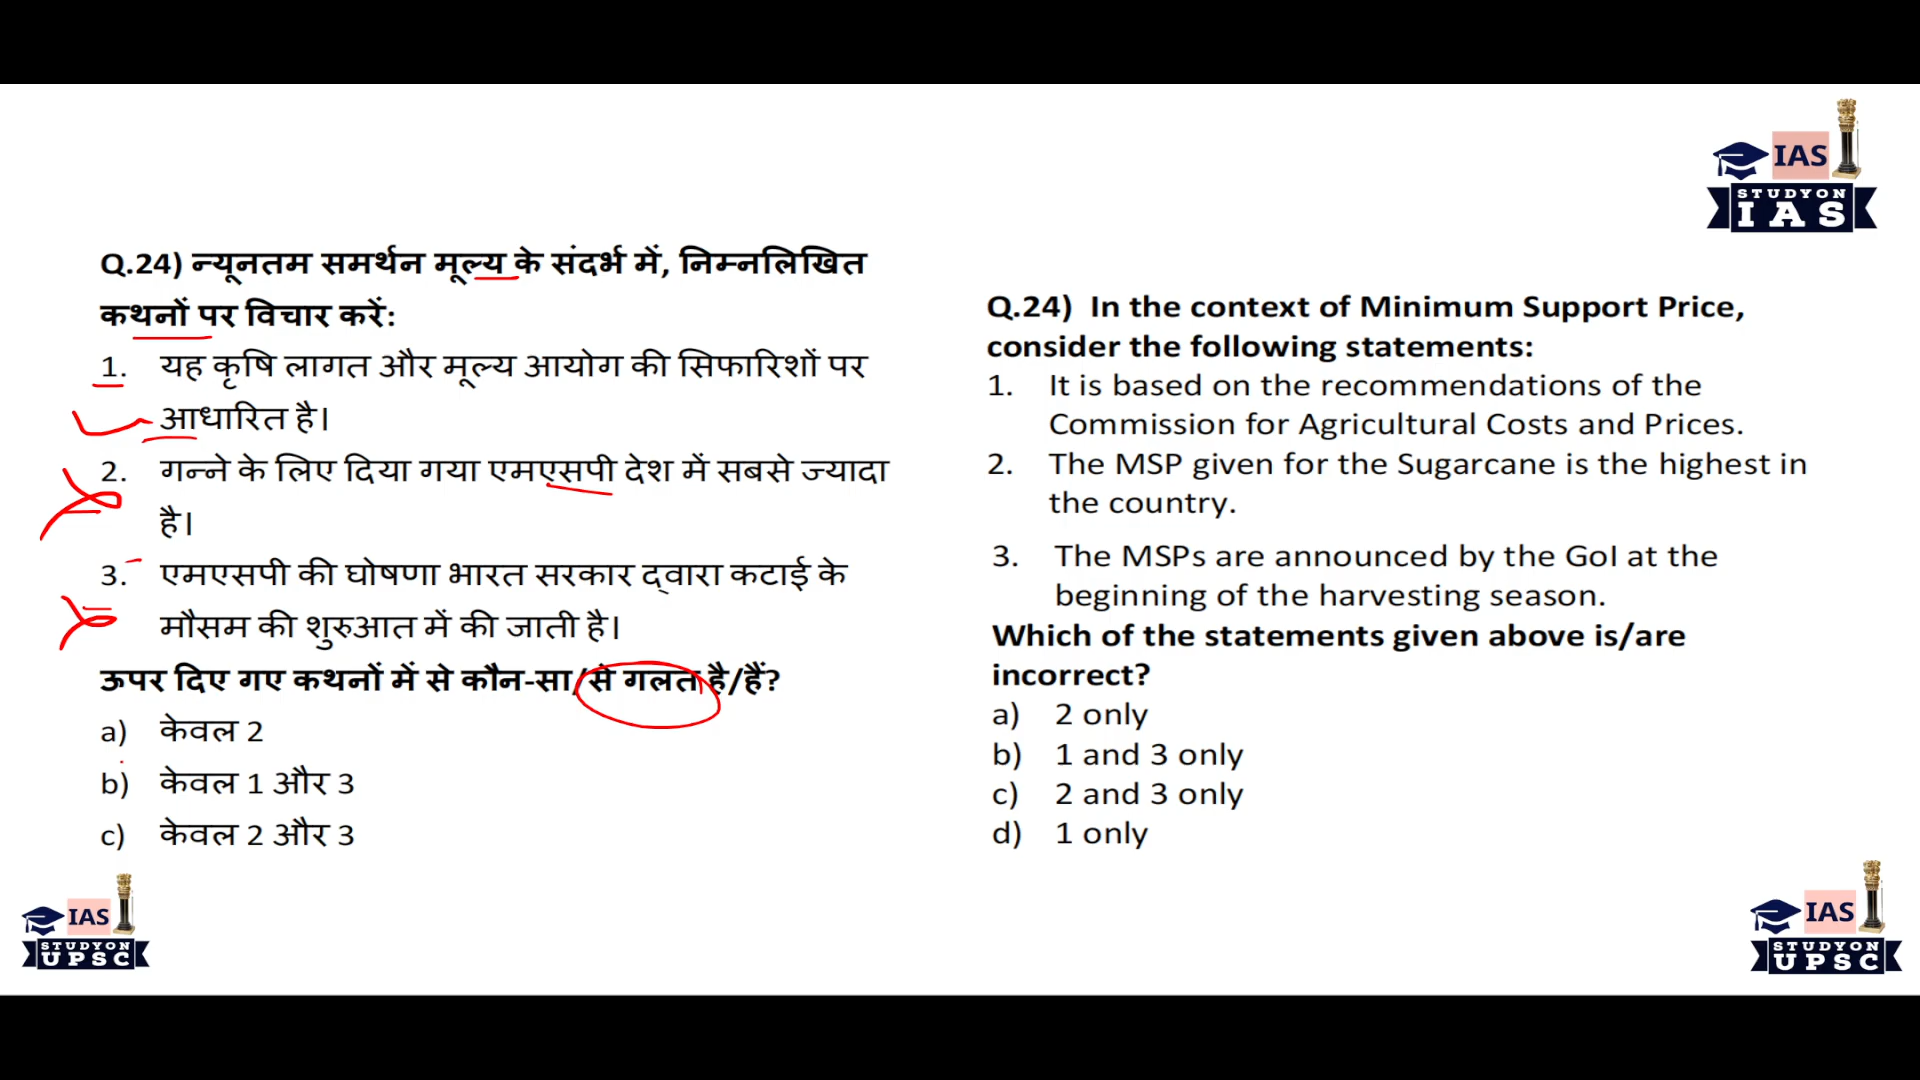 IAS
STUDYON
IAS
Q.24) न्यूनतम समर्थन मूल्य के संदर्भ में, निम्नलिखित
कथनों पर विचार करें:
1. यह कृषि लागत और मूल्य आयोग की सिफारिशों पर
आधारित है।
2. गन्ने के लिए दिया गया एमएसपी देश में सबसे ज्यादा
है।
3. एमएसपी की घोषणा भारत सरकार द्वारा कटाई के
मौसम की शुरुआत में की जाती है।
ऊपर दिए गए कथनों में से कौन-सा/से गलत है/हैं?
a) केवल 2
b) केवल 1 और 3
c) केवल 2 और 3
Q.24) In the context of Minimum Support Price,
consider the following statements:
1. It is based on the recommendations of the
Commission for Agricultural Costs and Prices.
2. The MSP given for the Sugarcane is the highest in
the country.
3. The MSPs are announced by the GoI at the
beginning of the harvesting season.
Which of the statements given above is/are
incorrect?
a) 2 only
b) 1 and 3 only
c) 2 and 3 only
d) 1 only
IAS
STUDYON
UPSC
IAS
STUDYON
UPSC